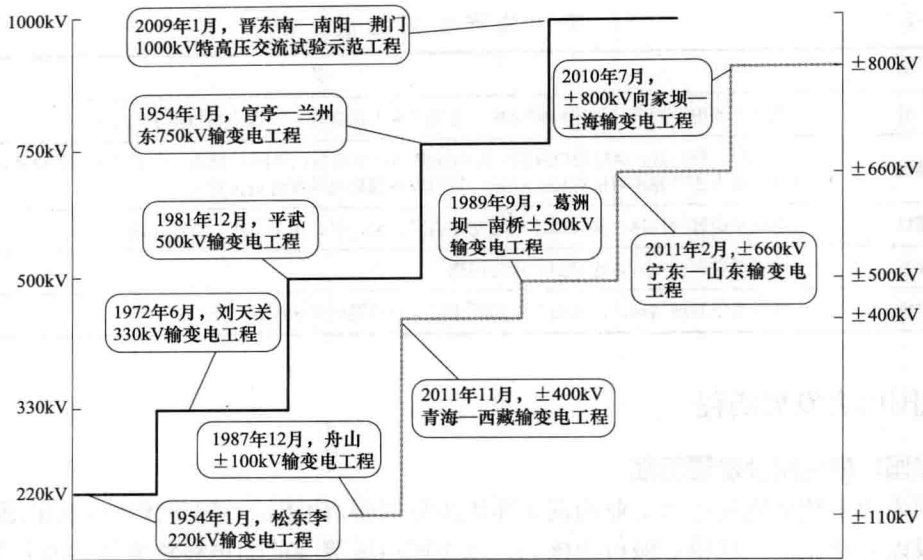 1000kV
750kV
500kV
330kV
220kV
2009年1月，晋东南—南阳—荆门
1000kV特高压交流试验示范工程
1954年1月，官亭—兰州
东750kV输变电工程
1981年12月，平武
500kV输变电工程
1972年6月，刘天关
330kV输变电工程
1987年12月，舟山
±100kV输变电工程
1954年1月，松东李
220kV输变电工程
2010年7月，
±800kV向家坝—
上海输变电工程
1989年9月，葛洲
坝—南桥±500kV
输变电工程
2011年2月,±660kV
宁东—山东输变电
工程
2011年11月，±400kV
青海—西藏输变电工程
±800kV
±660kV
±500kV
±400kV
±110kV